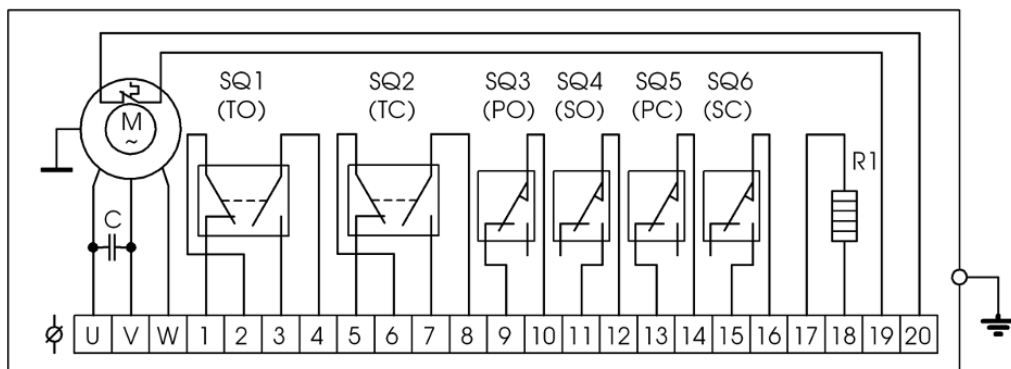 SQ1 SQ2 SQ3 SQ4 SQ5 SQ6
(TO) (TC) (PO) (SO) (PC) (SC)
M
~
R1
C
U V W 1 2 3 4 5 6 7 8 9 10 11 12 13 14 15 16 17 18 19 20